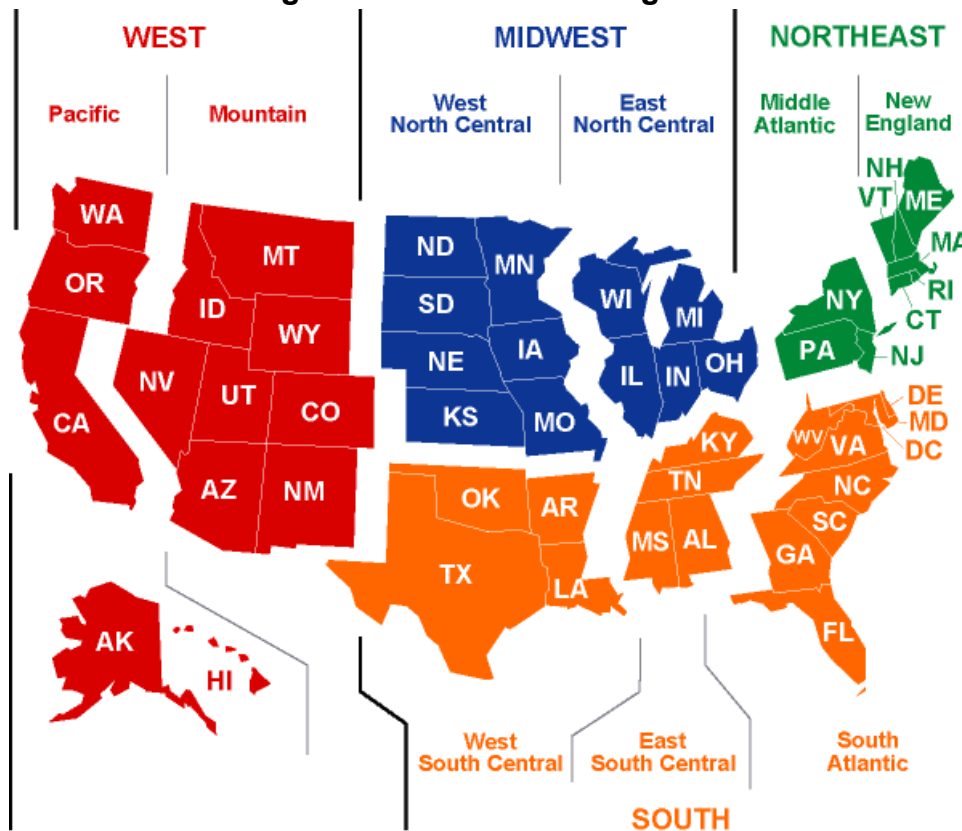 WEST
MIDWEST
NORTHEAST
Pacific
Mountain
West
North Central
East
North Central
Middle
Atlantic
New
England
WA
OR
CA
NV
ID
MT
WY
UT
CO
AZ
NM
AK
HI
ND
SD
NE
KS
MN
IA
MO
WI
IL
MI
IN
OH
NH
VT
ME
MA
RI
CT
NY
PA
NJ
OK
TX
AR
LA
KY
TN
MS
AL
DE
MD
DC
WV
VA
NC
SC
GA
FL
West
South Central
East
South Central
South
Atlantic
SOUTH